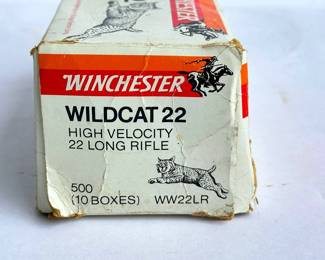 WINCHESTER
WILDCAT 22
HIGH VELOCITY
22 LONG RIFLE
500
(10 BOXES) WW22LR